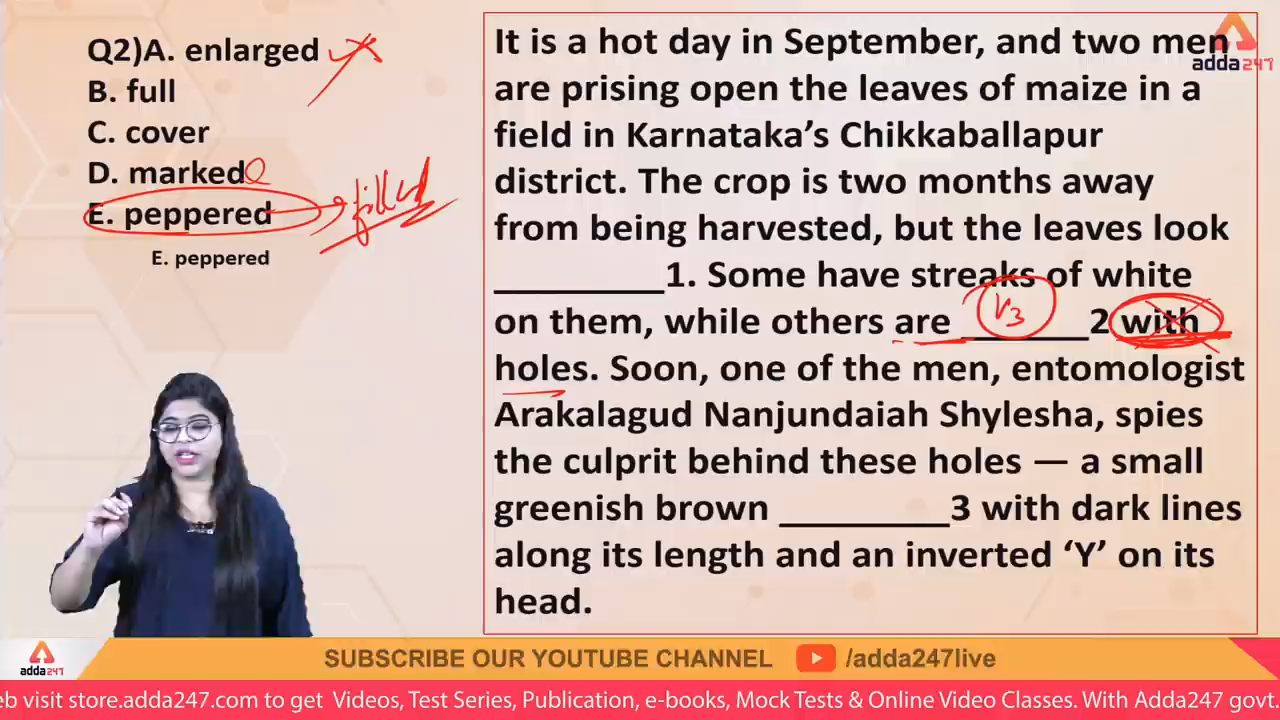 Q2)A. enlarged
B. full
C. cover
D. marked
E. peppered
filled
E. peppered
It is a hot day in September, and two men
are prising open the leaves of maize in a
field in Karnataka’s Chikkaballapur
district. The crop is two months away
from being harvested, but the leaves look
_________1. Some have streaks of white
on them, while others are _______2 with
V3
holes. Soon, one of the men, entomologist
Arakalagud Nanjundaiah Shylesha, spies
the culprit behind these holes — a small
greenish brown _________3 with dark lines
along its length and an inverted ‘Y’ on its
head.
adda247
adda247
SUBSCRIBE OUR YOUTUBE CHANNEL /adda247live
eb visit store.adda247.com to get Videos, Test Series, Publication, e-books, Mock Tests & Online Video Classes. With Adda247 govt.